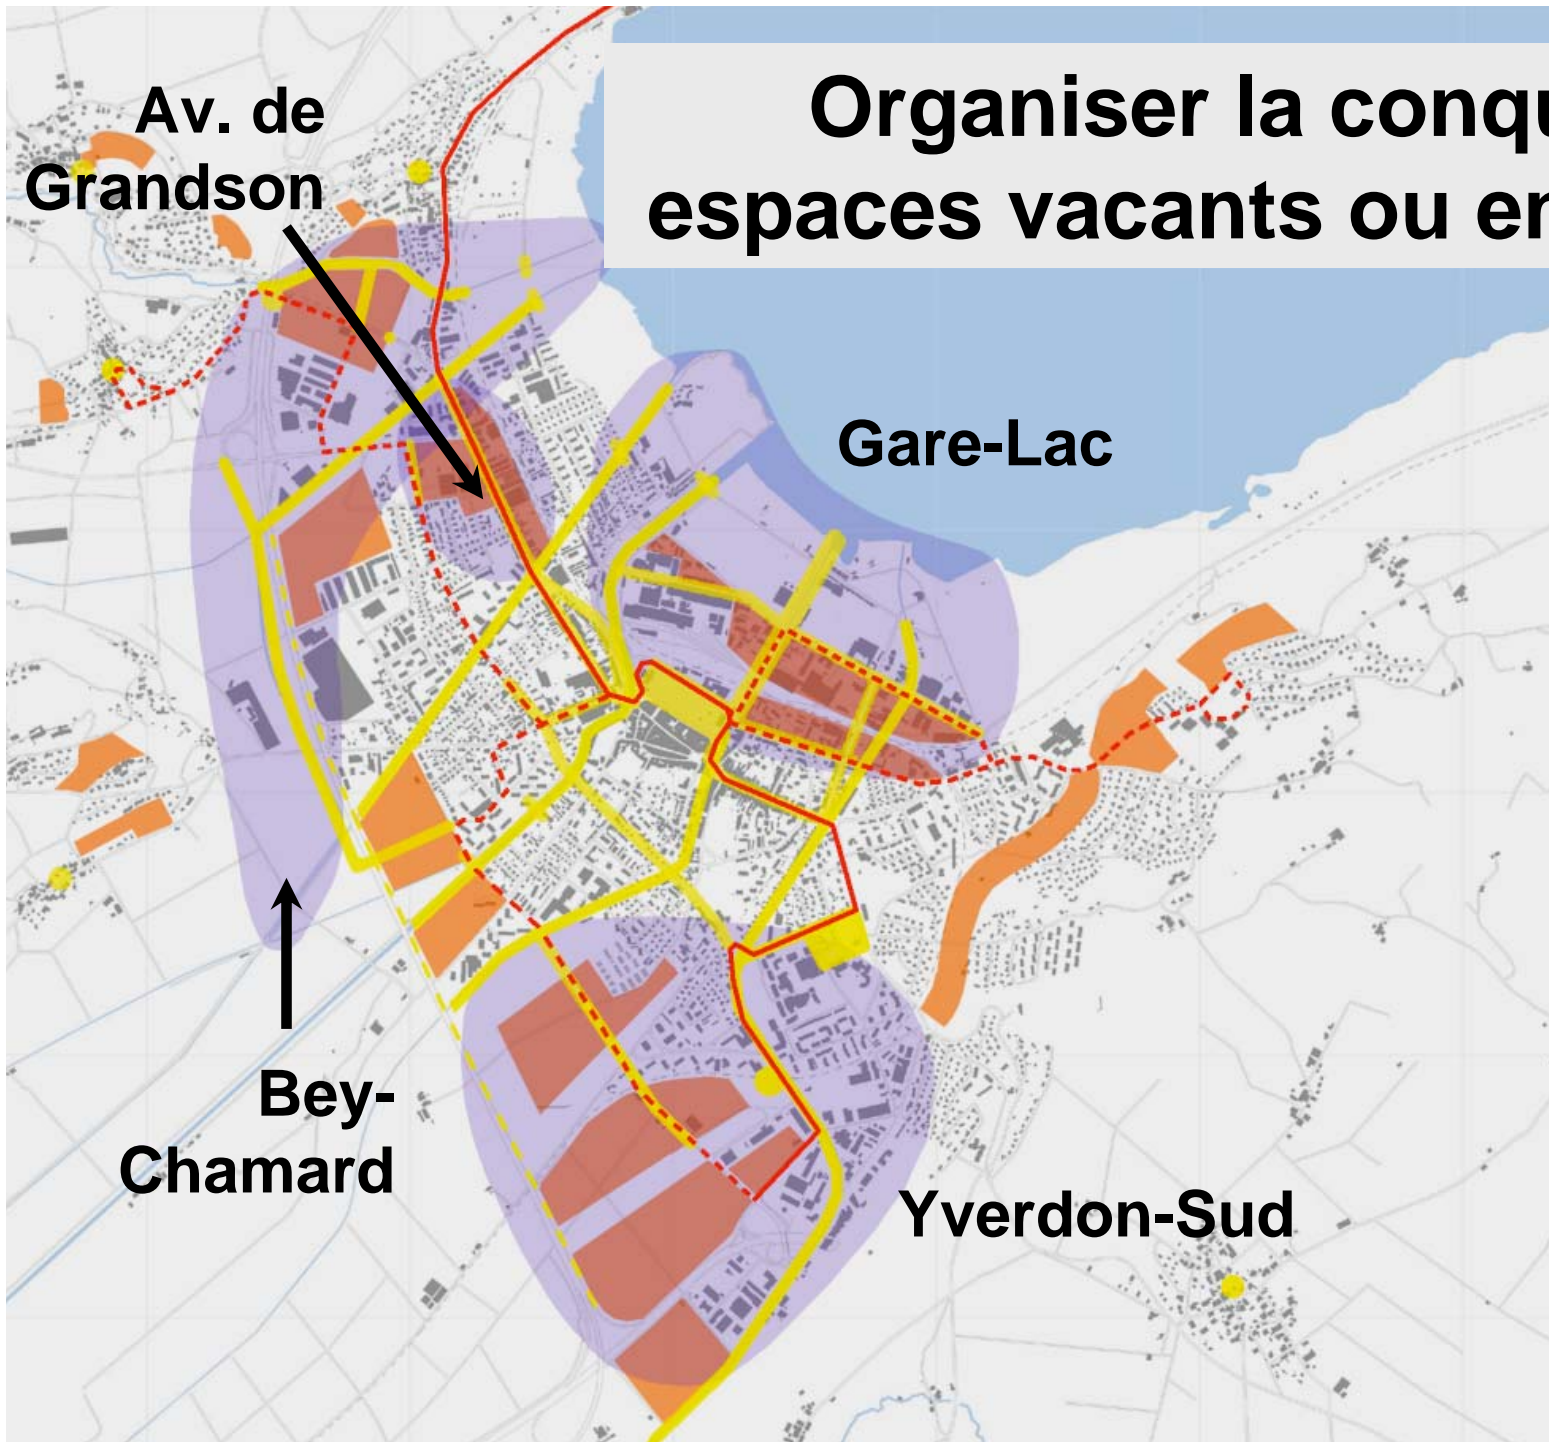 Organiser la conqu
espaces vacants ou en
Av. de
Grandson
Gare-Lac
Bey-
Chamard
Yverdon-Sud